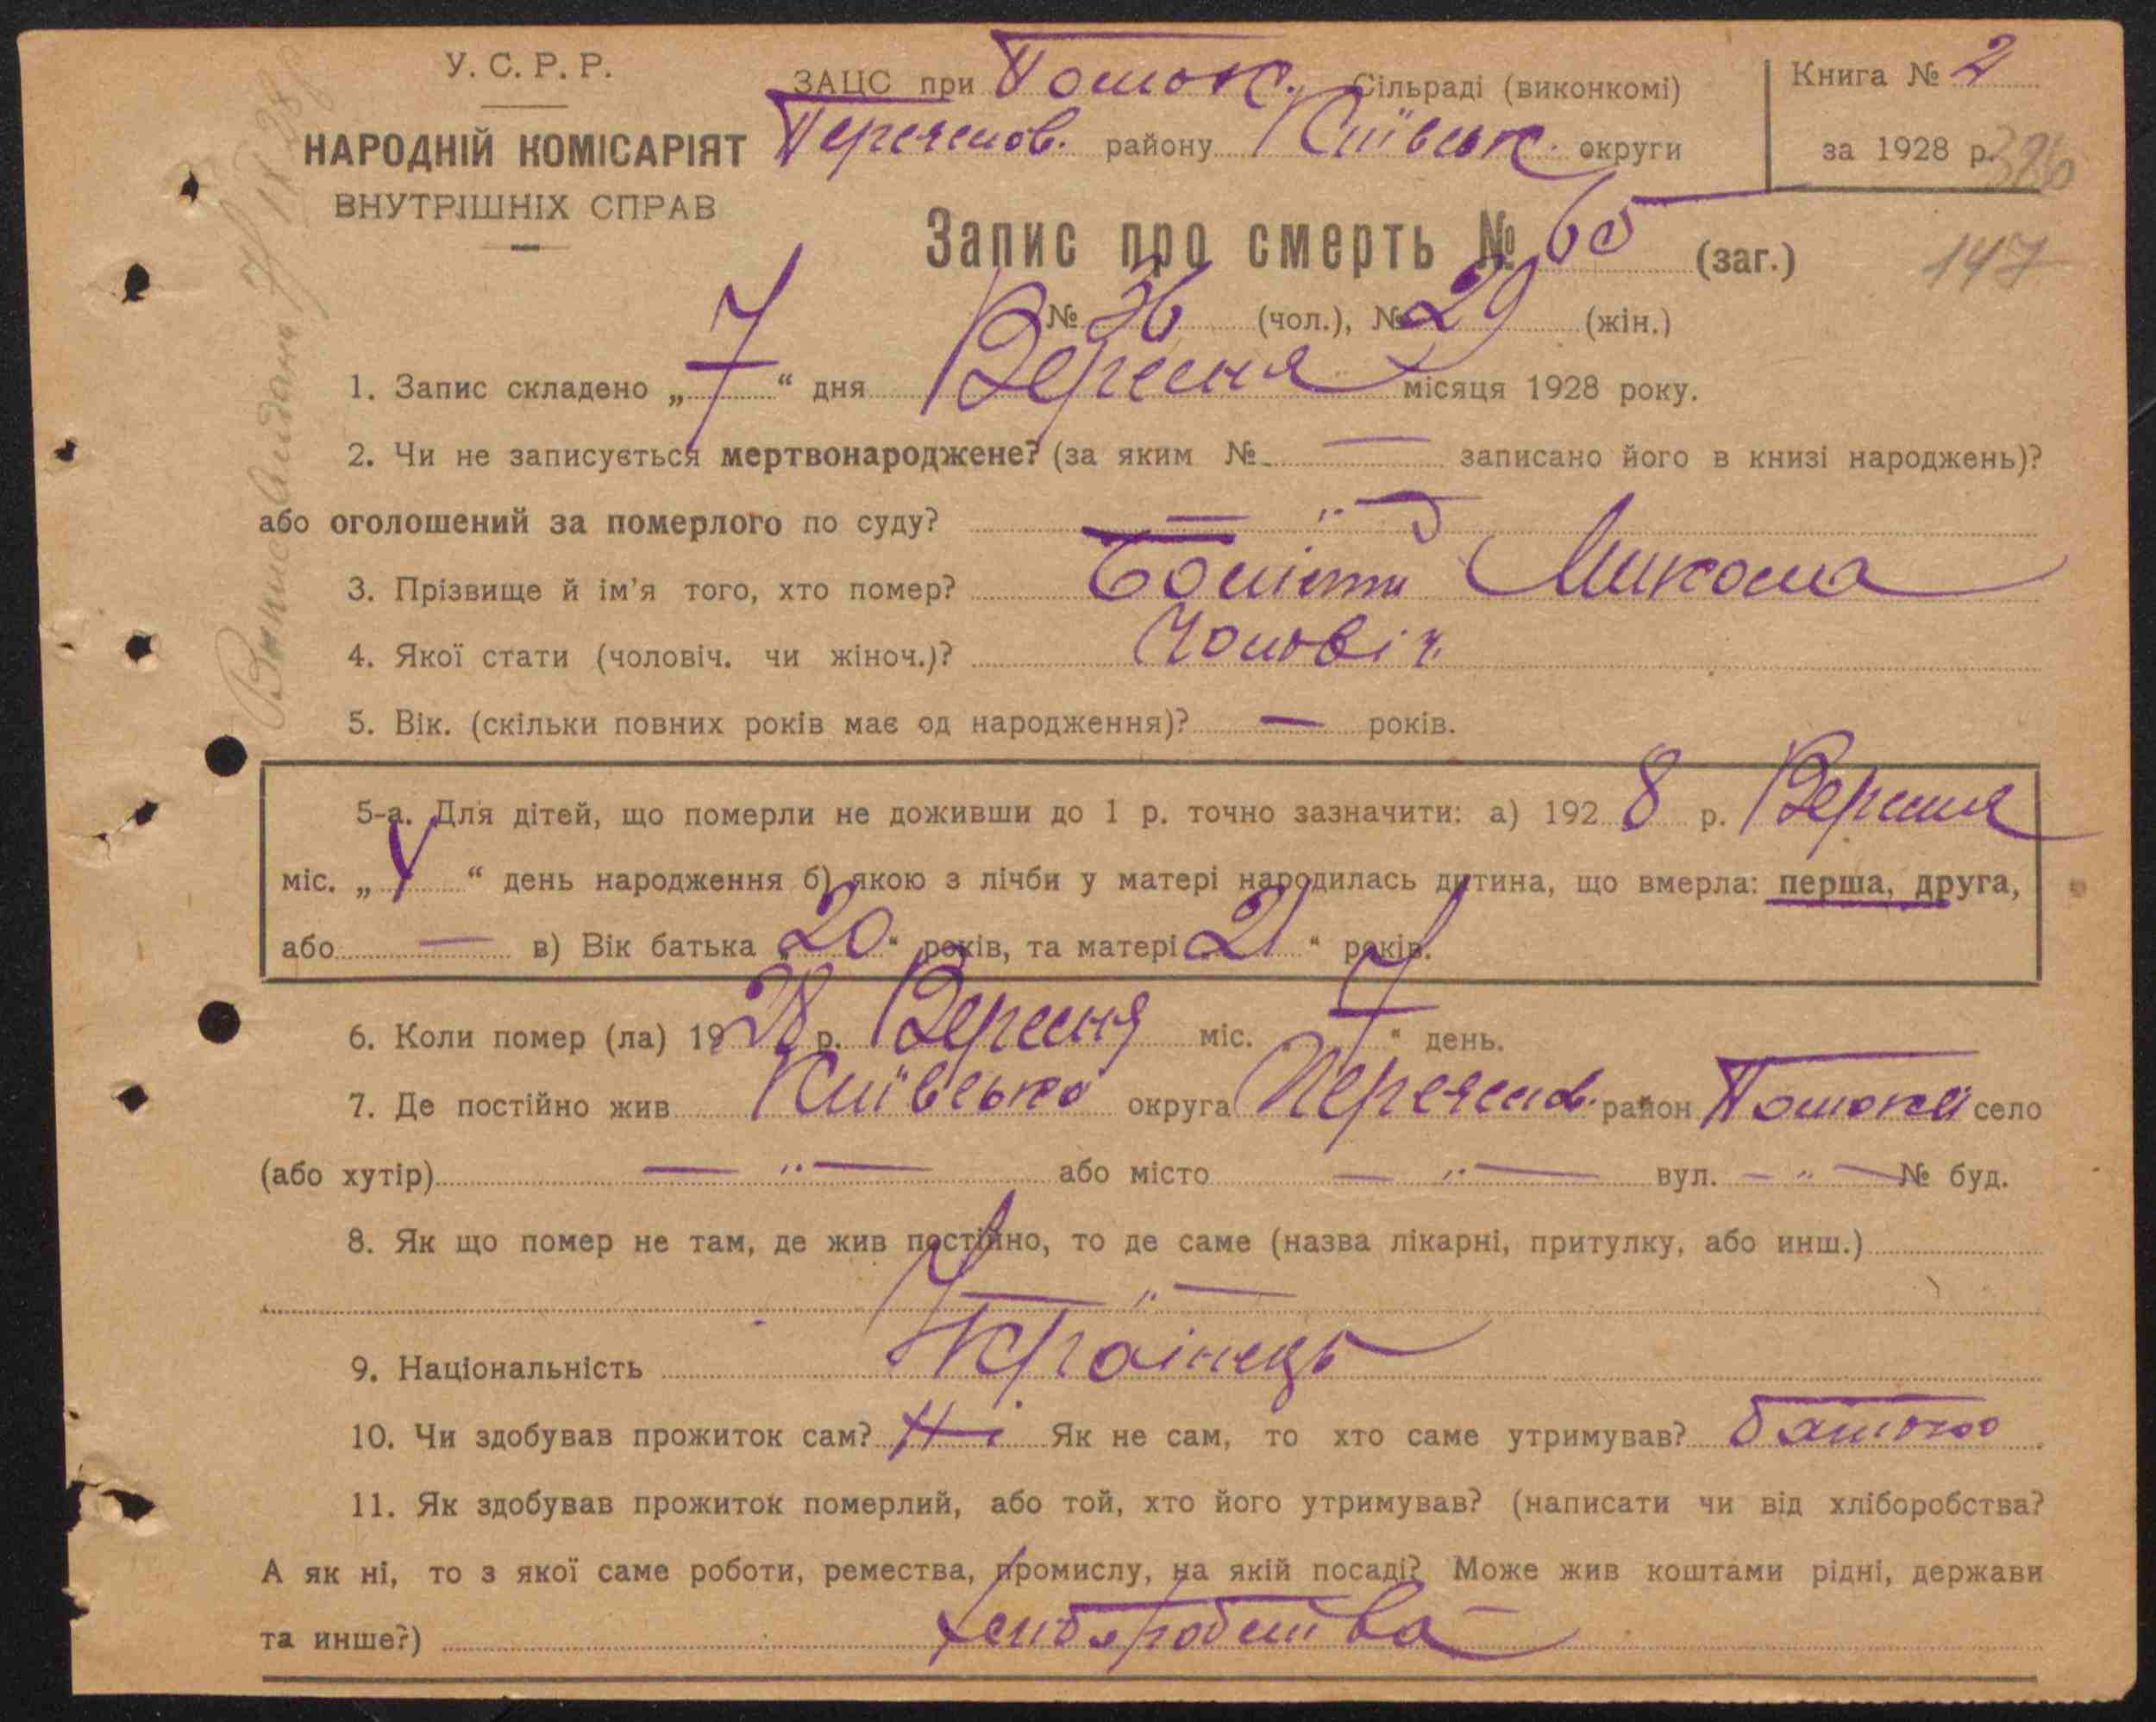 У. С. Р. Р.
НАРОДНІЙ КОМІСАРІЯТ
ВНУТРІШНІХ СПРАВ
ЗАЦС при Поток. Сільраді (виконкомі)
Переяслов. району Київськ. округи
Книга № 2
за 1928 р.
386
147
Запис про смерть № 65 (заг.)
№ 36 (чол.), № 29 (жін.)
1. Запис складено „ 7 “ дня Вересня місяця 1928 року.
2. Чи не записується мертвонароджене? (за яким № — записано його в книзі народжень)?
або оголошений за померлого по суду? — „ —
3. Прізвище й ім'я того, хто помер? Микола
4. Якої стати (чоловіч. чи жіноч.)? Чоловіч.
5. Вік. (скільки повних років має од народження)? — років.
5-а. Для дітей, що померли не доживши до 1 р. точно зазначити: а) 192 8 р. Вересня
міс. „ “ день народження б) якою з лічби у матері народилась дитина, що вмерла: перша, друга,
або — в) Вік батька „ 20 “ років, та матері „ 21 “ років.
6. Коли помер (ла) 1928 р. Вересня міс. „ 7 “ день.
7. Де постійно жив Київсько округа Переяслов. район Потоки село
(або хутір) — „ — або місто — „ — вул. — „ — № буд.
8. Як що помер не там, де жив постійно, то де саме (назва лікарні, притулку, або инш.)
— „ —
9. Національність Украінець
10. Чи здобував прожиток сам? Ні Як не сам, то хто саме утримував? батько
11. Як здобував прожиток померлий, або той, хто його утримував? (написати чи від хліборобства?
А як ні, то з якої саме роботи, ремества, промислу, на якій посаді? Може жив коштами рідні, держави
та инше?) хліборобства